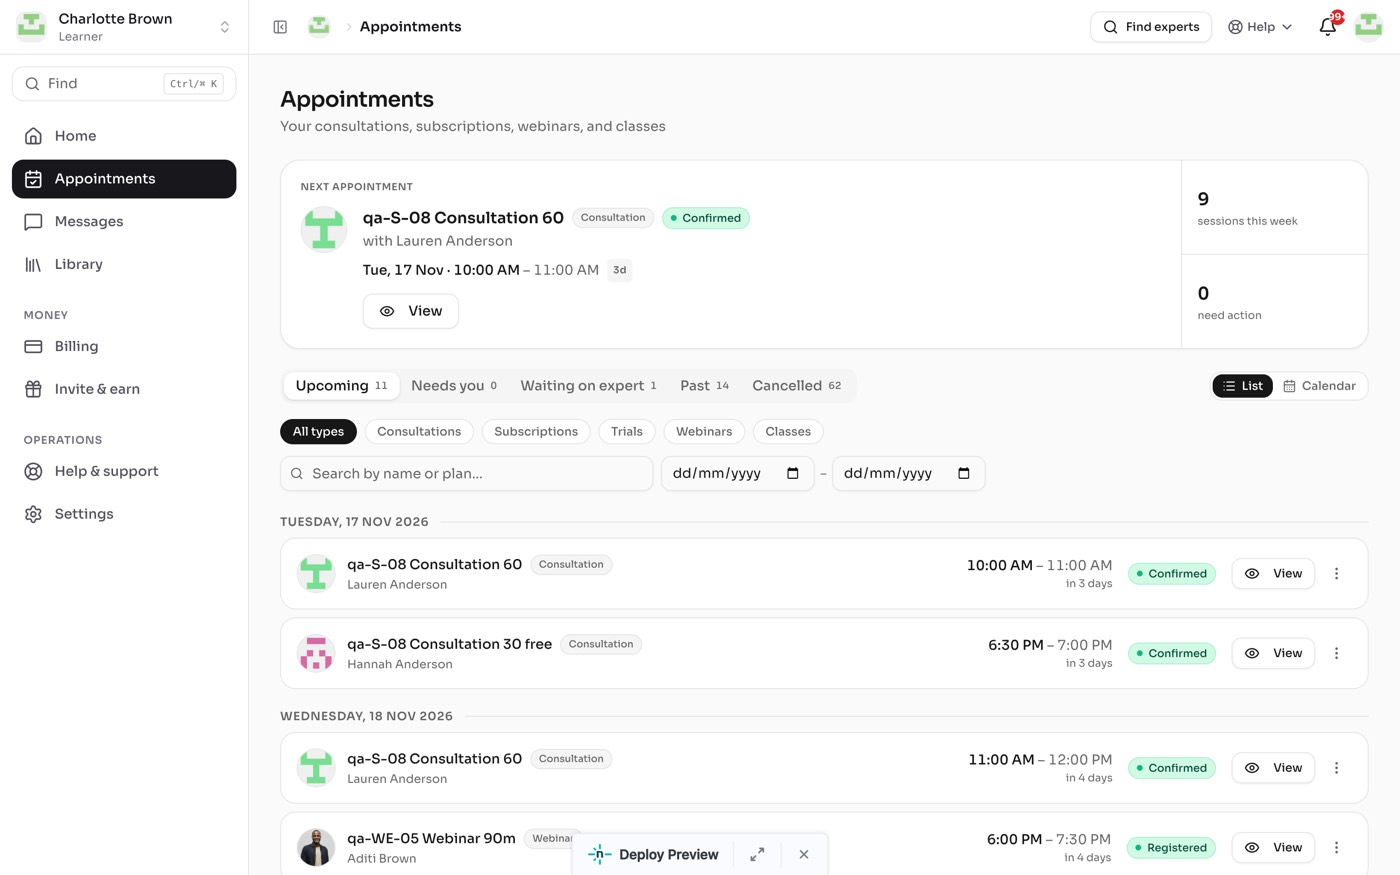 Charlotte Brown
Learner
Find Ctrl/⌘ K
Home
Appointments
Messages
Library
MONEY
Billing
Invite & earn
OPERATIONS
Help & support
Settings
Appointments
Find experts
Help
99+
Appointments
Your consultations, subscriptions, webinars, and classes
NEXT APPOINTMENT
qa-S-08 Consultation 60 Consultation Confirmed
with Lauren Anderson
Tue, 17 Nov · 10:00 AM – 11:00 AM 3d
View
9
sessions this week
0
need action
Upcoming 11 Needs you 0 Waiting on expert 1 Past 14 Cancelled 62
List Calendar
All types Consultations Subscriptions Trials Webinars Classes
Search by name or plan... dd/mm/yyyy – dd/mm/yyyy
TUESDAY, 17 NOV 2026
qa-S-08 Consultation 60 Consultation
Lauren Anderson
10:00 AM – 11:00 AM
in 3 days
Confirmed
View
qa-S-08 Consultation 30 free Consultation
Hannah Anderson
6:30 PM – 7:00 PM
in 3 days
Confirmed
View
WEDNESDAY, 18 NOV 2026
qa-S-08 Consultation 60 Consultation
Lauren Anderson
11:00 AM – 12:00 PM
in 4 days
Confirmed
View
qa-WE-05 Webinar 90m Webinar
Aditi Brown
6:00 PM – 7:30 PM
in 4 days
Registered
View
Deploy Preview